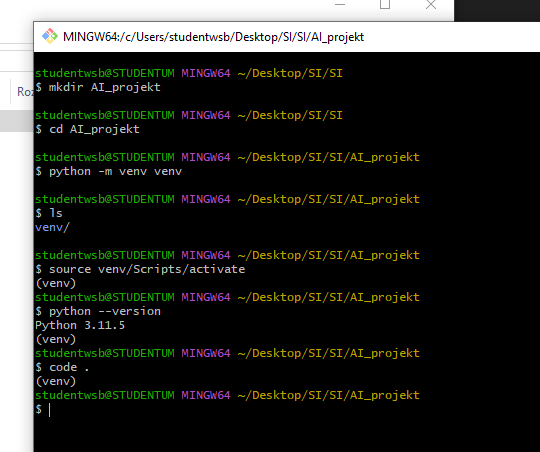 MINGW64:/c/Users/studentwsb/Desktop/SI/SI/AI_projekt
Roz
studentwsb@STUDENTUM MINGW64 ~/Desktop/SI/SI
$ mkdir AI_projekt
studentwsb@STUDENTUM MINGW64 ~/Desktop/SI/SI
$ cd AI_projekt
studentwsb@STUDENTUM MINGW64 ~/Desktop/SI/SI/AI_projekt
$ python -m venv venv
studentwsb@STUDENTUM MINGW64 ~/Desktop/SI/SI/AI_projekt
$ ls
venv/
studentwsb@STUDENTUM MINGW64 ~/Desktop/SI/SI/AI_projekt
$ source venv/Scripts/activate
(venv)
studentwsb@STUDENTUM MINGW64 ~/Desktop/SI/SI/AI_projekt
$ python --version
Python 3.11.5
(venv)
studentwsb@STUDENTUM MINGW64 ~/Desktop/SI/SI/AI_projekt
$ code .
(venv)
studentwsb@STUDENTUM MINGW64 ~/Desktop/SI/SI/AI_projekt
$